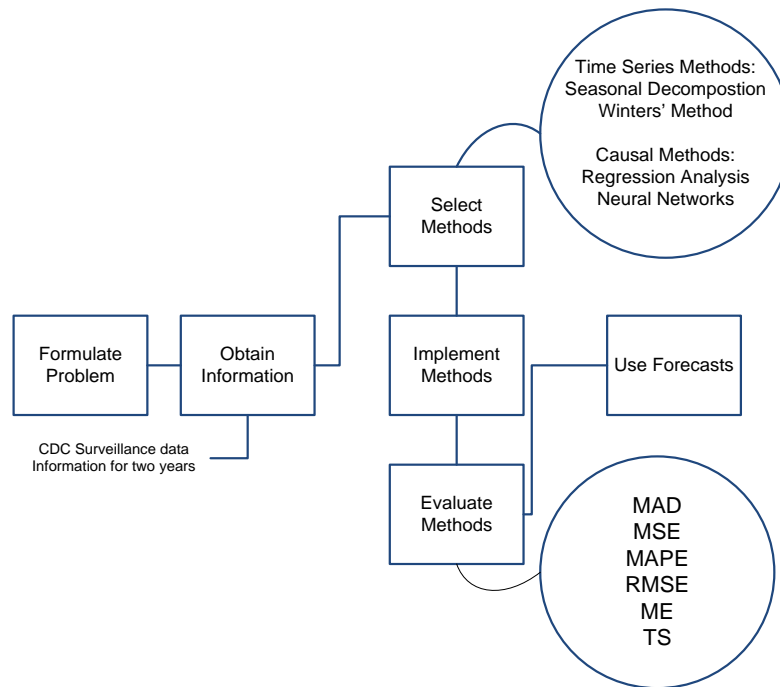 Time Series Methods:
Seasonal Decompostion
Winters' Method
Causal Methods:
Regression Analysis
Neural Networks
Select
Methods
Formulate
Problem
Obtain
Information
Implement
Methods
Use Forecasts
CDC Surveillance data
Information for two years
Evaluate
Methods
MAD
MSE
MAPE
RMSE
ME
TS